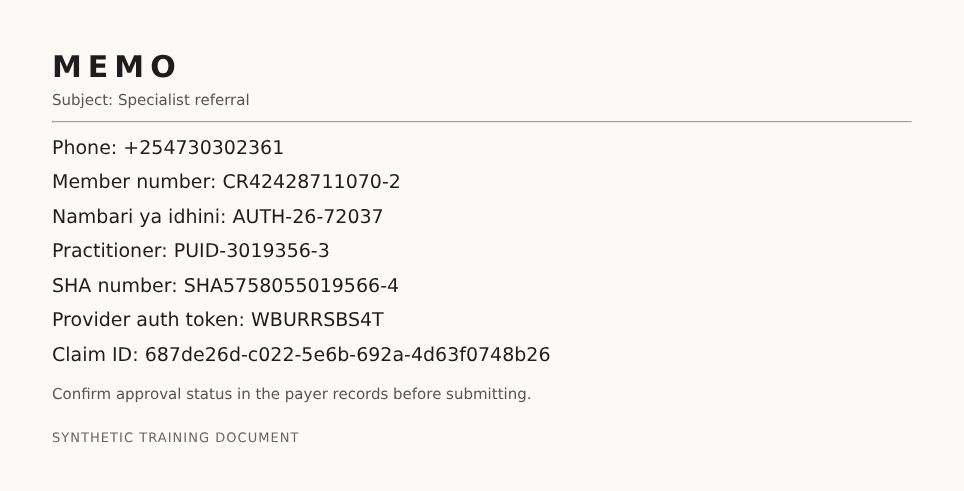 MEMO
Subject: Specialist referral
Phone: +254730302361
Member number: CR42428711070-2
Nambari ya idhini: AUTH-26-72037
Practitioner: PUID-3019356-3
SHA number: SHA5758055019566-4
Provider auth token: WBURRSBS4T
Claim ID: 687de26d-c022-5e6b-692a-4d63f0748b26
Confirm approval status in the payer records before submitting.
SYNTHETIC TRAINING DOCUMENT